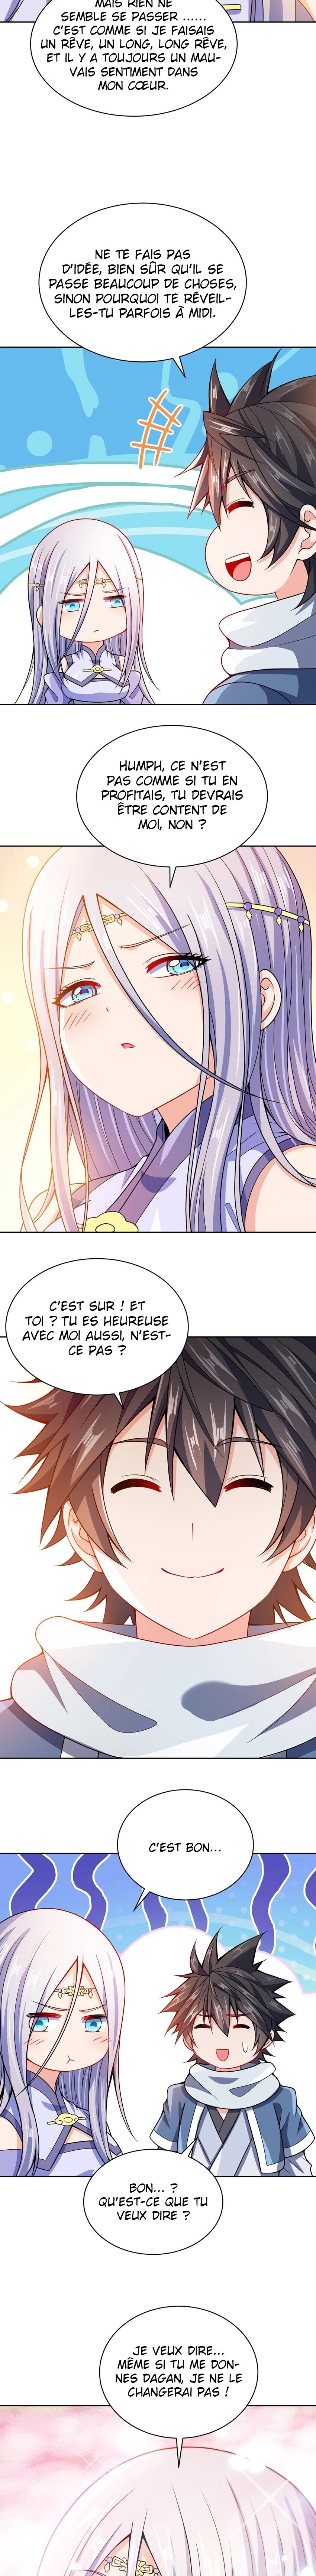 MAIS RIEN NE
SEMBLE SE PASSER ......
C'EST COMME SI JE FAISAIS
UN RÊVE, UN LONG, LONG RÊVE,
ET IL Y A TOUJOURS UN MAU-
VAIS SENTIMENT DANS
MON CŒUR.
NE TE FAIS PAS
D'IDÉE, BIEN SÛR QU'IL SE
PASSE BEAUCOUP DE CHOSES,
SINON POURQUOI TE RÉVEIL-
LES-TU PARFOIS À MIDI.
HUMPH, CE N'EST
PAS COMME SI TU EN
PROFITAIS, TU DEVRAIS
ÊTRE CONTENT DE
MOI, NON ?
C'EST SUR ! ET
TOI ? TU ES HEUREUSE
AVEC MOI AUSSI, N'EST-
CE PAS ?
C'EST BON...
BON... ?
QU'EST-CE QUE TU
VEUX DIRE ?
JE VEUX DIRE...
MÊME SI TU ME DON-
NES DAGAN, JE NE LE
CHANGERAI PAS !